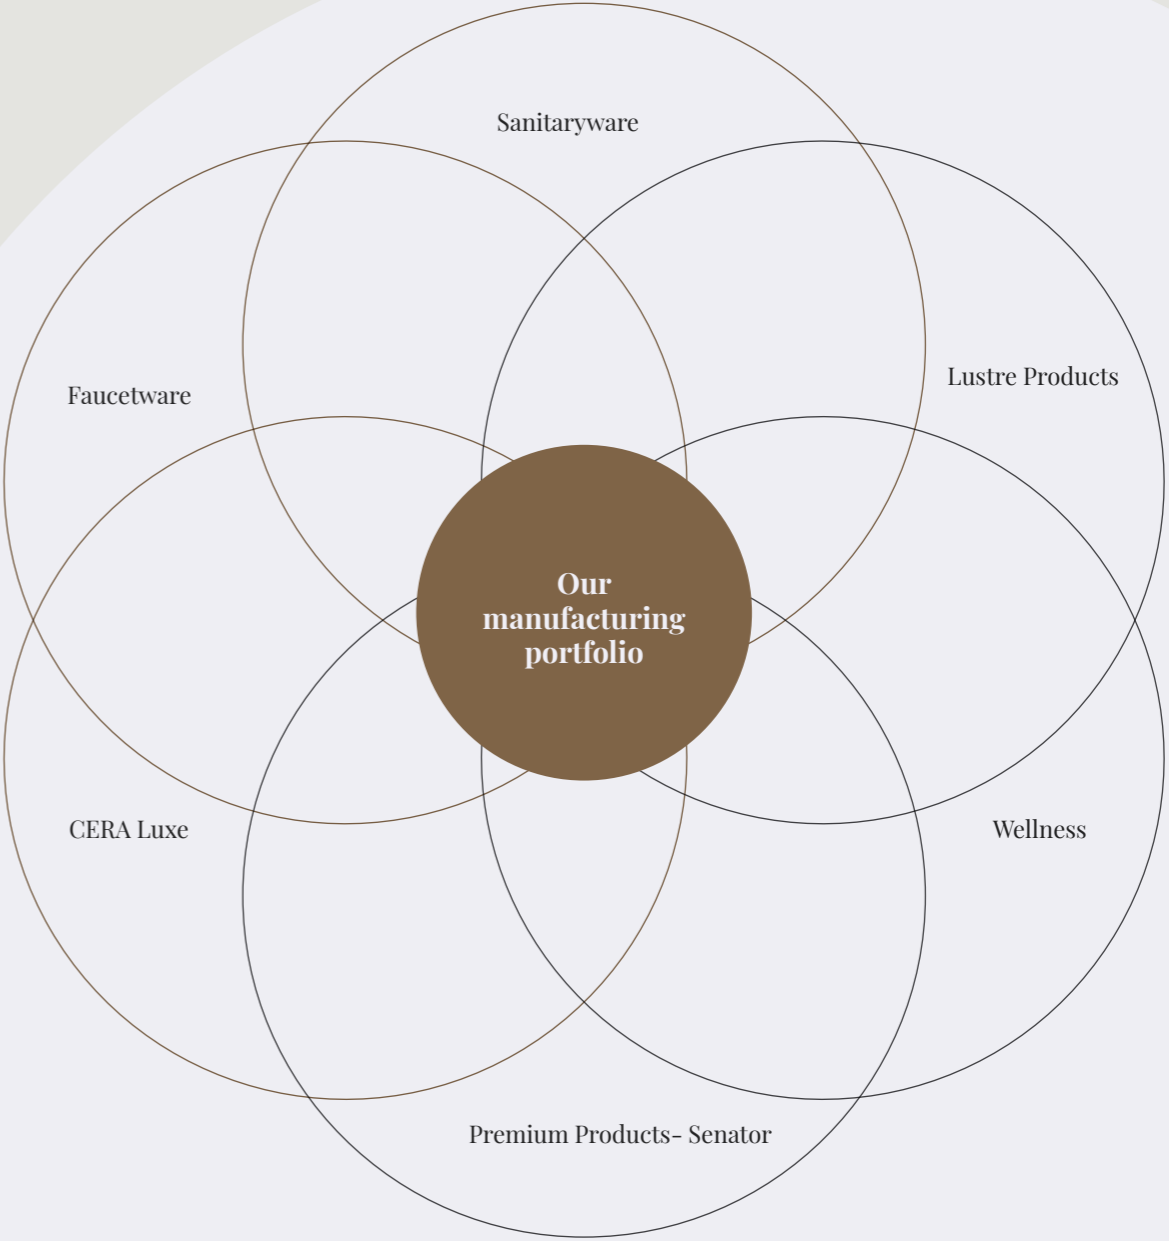 Sanitaryware
Lustre Products
Faucetware
Our
manufacturing
portfolio
CERA Luxe
Wellness
Premium Products- Senator